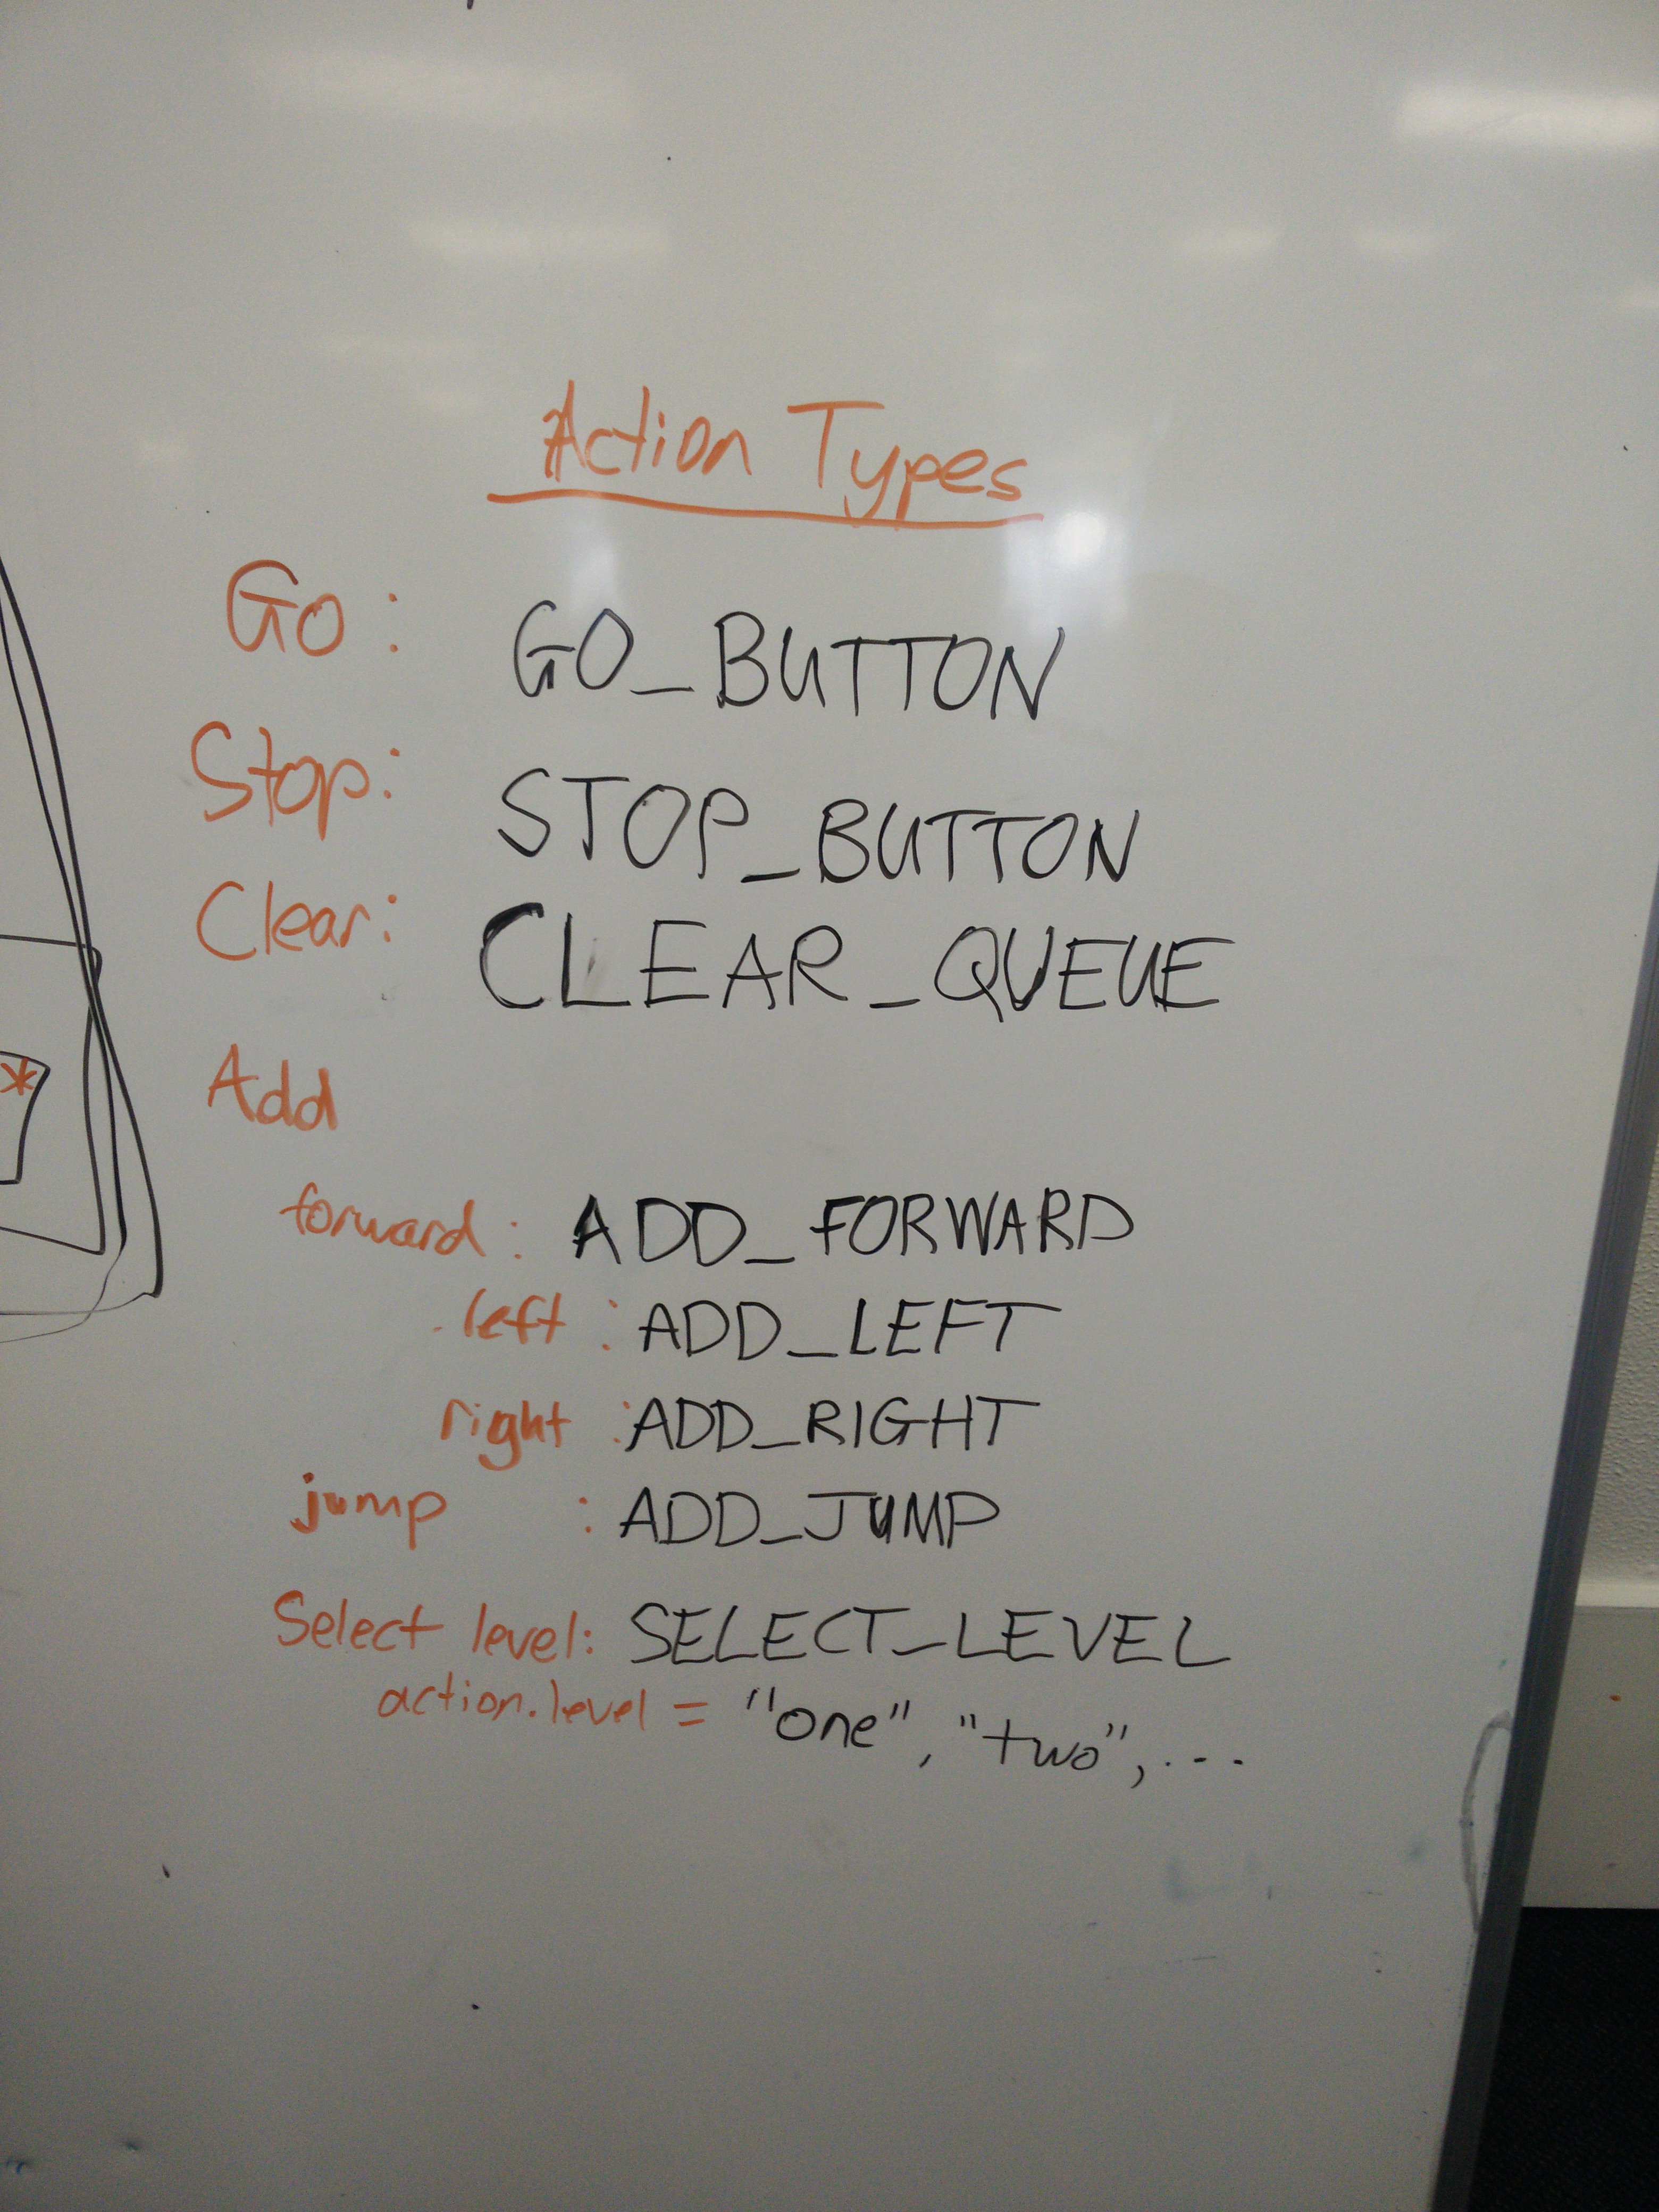 Action Types
Go : GO_BUTTON
Stop: STOP_BUTTON
Clear: CLEAR_QUEUE
*
Add
forward : ADD_FORWARD
left : ADD_LEFT
right : ADD_RIGHT
jump : ADD_JUMP
Select level: SELECT_LEVEL
action.level = "one", "two", ...